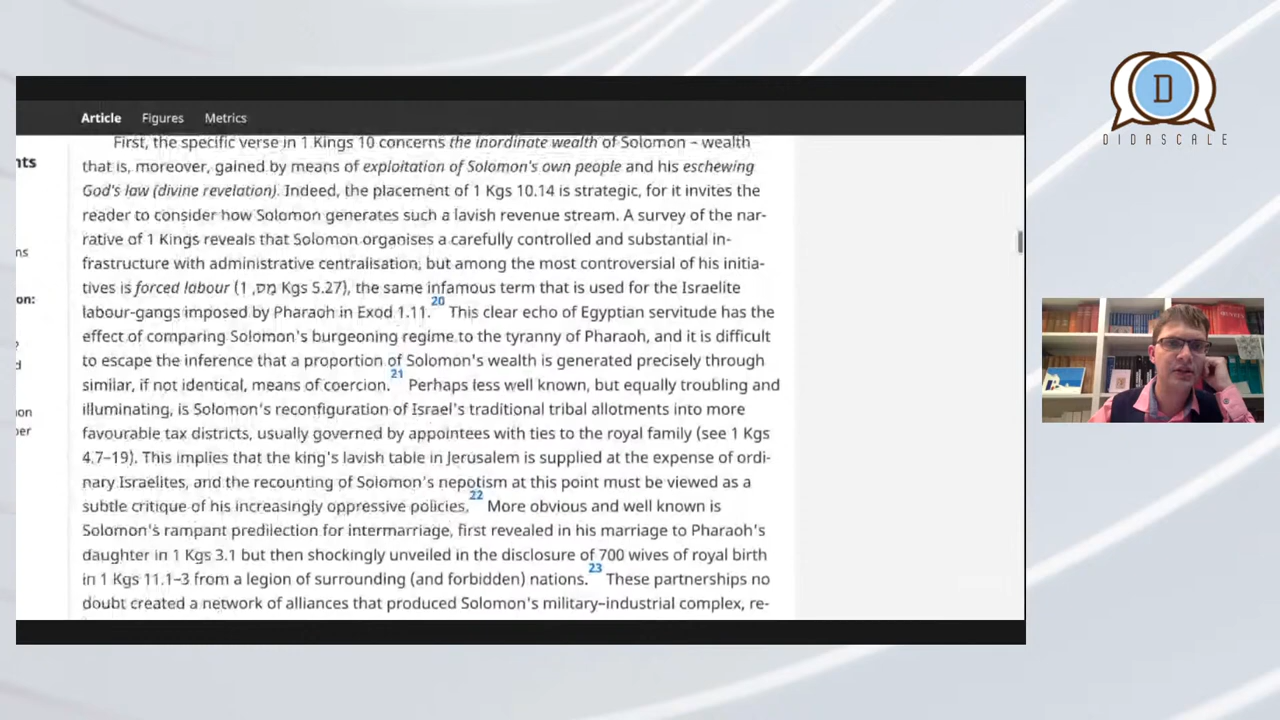 Article Figures Metrics
nts
ns
on:
?
d
on
er
First, the specific verse in 1 Kings 10 concerns the inordinate wealth of Solomon – wealth
that is, moreover, gained by means of exploitation of Solomon's own people and his eschewing
God's law (divine revelation). Indeed, the placement of 1 Kgs 10.14 is strategic, for it invites the
reader to consider how Solomon generates such a lavish revenue stream. A survey of the nar-
rative of 1 Kings reveals that Solomon organises a carefully controlled and substantial in-
frastructure with administrative centralisation, but among the most controversial of his initia-
tives is forced labour (מס, 1 Kgs 5.27), the same infamous term that is used for the Israelite
labour-gangs imposed by Pharaoh in Exod 1.11.20 This clear echo of Egyptian servitude has the
effect of comparing Solomon's burgeoning regime to the tyranny of Pharaoh, and it is difficult
to escape the inference that a proportion of Solomon's wealth is generated precisely through
similar, if not identical, means of coercion.21 Perhaps less well known, but equally troubling and
illuminating, is Solomon's reconfiguration of Israel's traditional tribal allotments into more
favourable tax districts, usually governed by appointees with ties to the royal family (see 1 Kgs
4.7–19). This implies that the king's lavish table in Jerusalem is supplied at the expense of ordi-
nary Israelites, and the recounting of Solomon's nepotism at this point must be viewed as a
subtle critique of his increasingly oppressive policies.22 More obvious and well known is
Solomon's rampant predilection for intermarriage, first revealed in his marriage to Pharaoh's
daughter in 1 Kgs 3.1 but then shockingly unveiled in the disclosure of 700 wives of royal birth
in 1 Kgs 11.1–3 from a legion of surrounding (and forbidden) nations.23 These partnerships no
doubt created a network of alliances that produced Solomon's military–industrial complex, re-
D
DIDASCALE